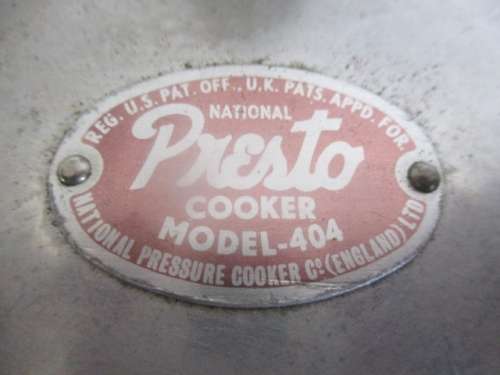 REG. U.S. PAT. OFF., U.K. PATS. APPD. FOR.
NATIONAL
Presto
COOKER
MODEL-404
NATIONAL PRESSURE COOKER Cº (ENGLAND) LTD